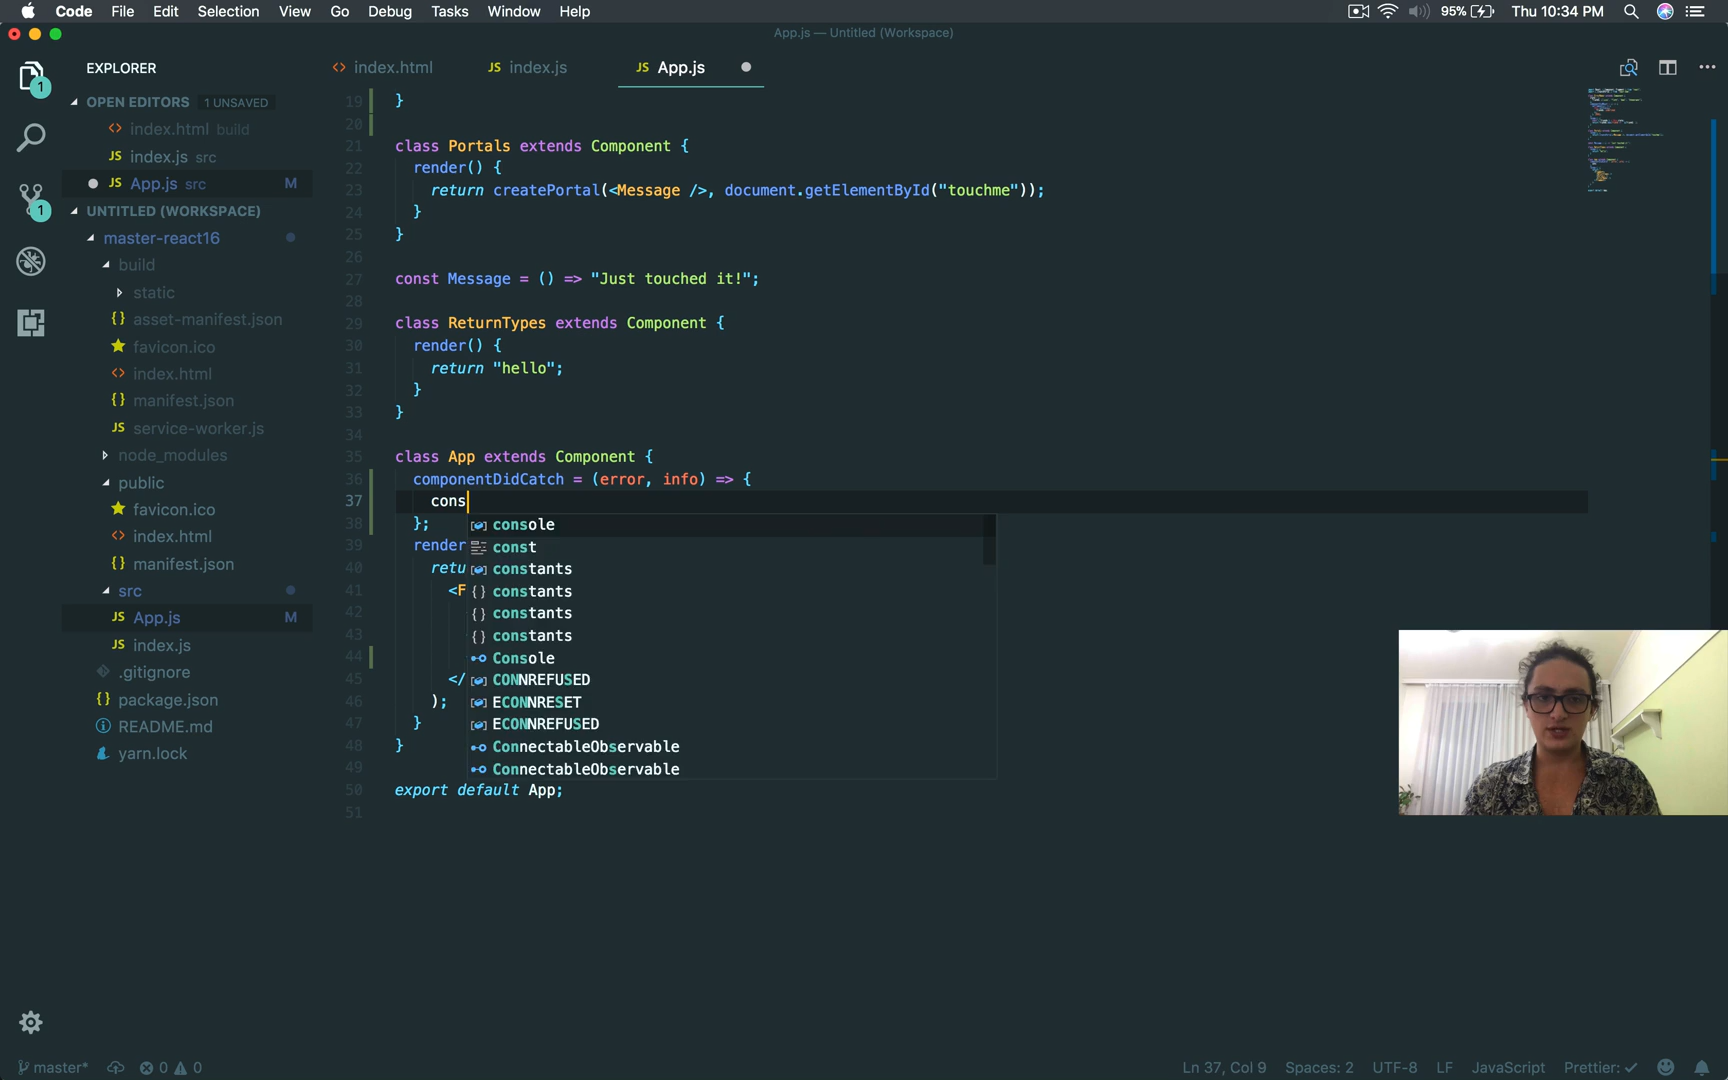 Code File Edit Selection View Go Debug Tasks Window Help
95% Thu 10:34 PM
App.js — Untitled (Workspace)
EXPLORER
OPEN EDITORS 1 UNSAVED
index.html build
index.js src
App.js src M
UNTITLED (WORKSPACE)
master-react16
build
static
asset-manifest.json
favicon.ico
index.html
manifest.json
service-worker.js
node_modules
public
favicon.ico
index.html
manifest.json
src
App.js M
index.js
.gitignore
package.json
README.md
yarn.lock
1
1
index.html JS index.js JS App.js
19 }
20
21 class Portals extends Component {
22 render() {
23 return createPortal(<Message />, document.getElementById("touchme"));
24 }
25 }
26
27 const Message = () => "Just touched it!";
28
29 class ReturnTypes extends Component {
30 render() {
31 return "hello";
32 }
33 }
34
35 class App extends Component {
36 componentDidCatch = (error, info) => {
37 cons
38 };
39 render
40 retu
41 <F
42
43
44
45 </
46 );
47 }
48 }
49
50 export default App;
51
console
const
constants
constants
constants
constants
Console
CONNREFUSED
ECONNRESET
ECONNREFUSED
ConnectableObservable
ConnectableObservable
master* 0 0
Ln 37, Col 9 Spaces: 2 UTF-8 LF JavaScript Prettier: ✓